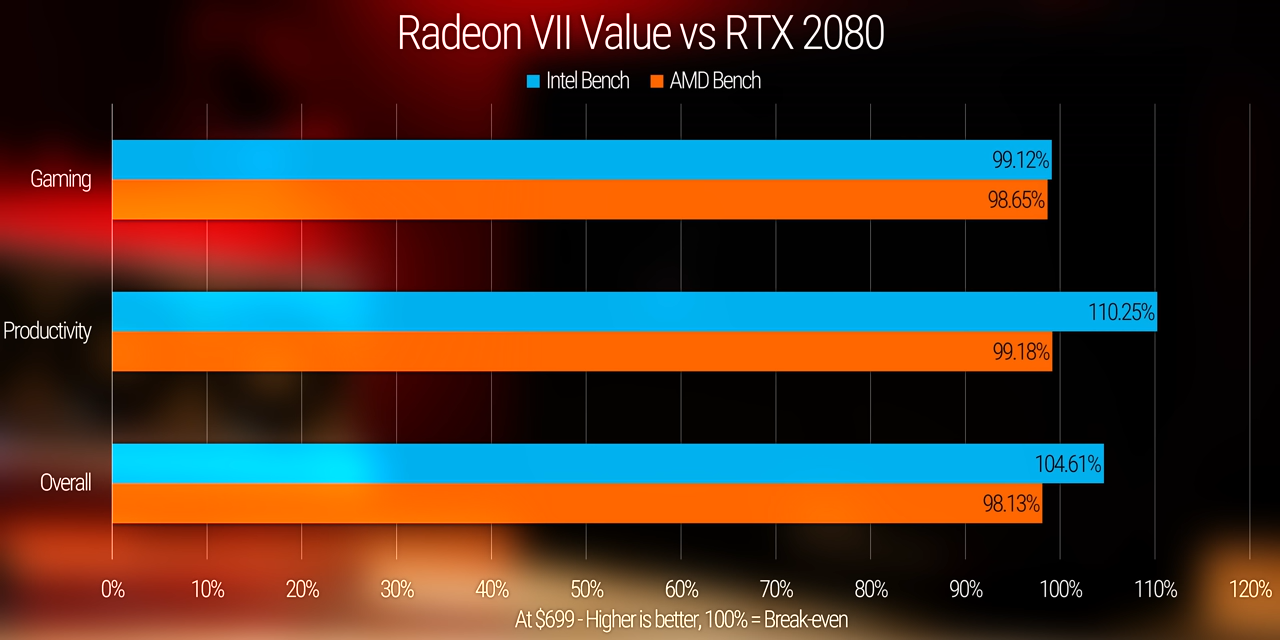 Radeon VII Value vs RTX 2080
Intel Bench AMD Bench
Gaming
99.12%
98.65%
Productivity
110.25%
99.18%
Overall
104.61%
98.13%
0% 10% 20% 30% 40% 50% 60% 70% 80% 90% 100% 110% 120%
At $699 - Higher is better, 100% = Break-even